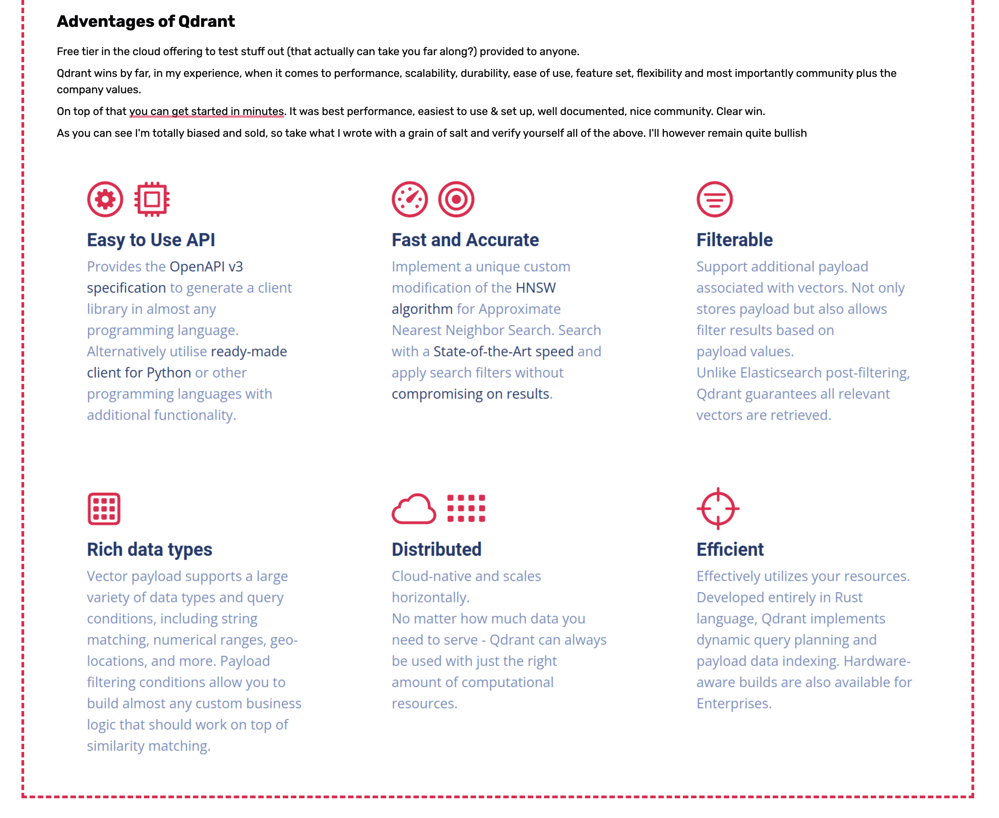 Adventages of Qdrant
Free tier in the cloud offering to test stuff out (that actually can take you far along?) provided to anyone.
Qdrant wins by far, in my experience, when it comes to performance, scalability, durability, ease of use, feature set, flexibility and most importantly community plus the
company values.
On top of that you can get started in minutes. It was best performance, easiest to use & set up, well documented, nice community. Clear win.
As you can see I'm totally biased and sold, so take what I wrote with a grain of salt and verify yourself all of the above. I'll however remain quite bullish
Easy to Use API
Provides the OpenAPI v3
specification to generate a client
library in almost any
programming language.
Alternatively utilise ready-made
client for Python or other
programming languages with
additional functionality.
Fast and Accurate
Implement a unique custom
modification of the HNSW
algorithm for Approximate
Nearest Neighbor Search. Search
with a State-of-the-Art speed and
apply search filters without
compromising on results.
Filterable
Support additional payload
associated with vectors. Not only
stores payload but also allows
filter results based on
payload values.
Unlike Elasticsearch post-filtering,
Qdrant guarantees all relevant
vectors are retrieved.
Rich data types
Vector payload supports a large
variety of data types and query
conditions, including string
matching, numerical ranges, geo-
locations, and more. Payload
filtering conditions allow you to
build almost any custom business
logic that should work on top of
similarity matching.
Distributed
Cloud-native and scales
horizontally.
No matter how much data you
need to serve - Qdrant can always
be used with just the right
amount of computational
resources.
Efficient
Effectively utilizes your resources.
Developed entirely in Rust
language, Qdrant implements
dynamic query planning and
payload data indexing. Hardware-
aware builds are also available for
Enterprises.